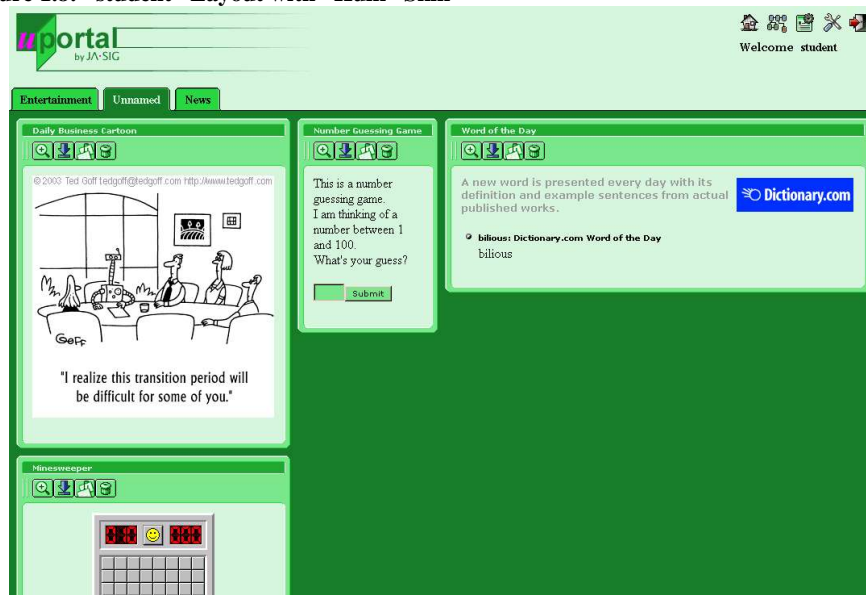 uportal
by JA-SIG
Welcome student
Entertainment
Unnamed
News
Daily Business Cartoon
© 2003 Ted Goff tedgoff@tedgoff.com http://www.tedgoff.com
GOFF
"I realize this transition period will
be difficult for some of you."
Minesweeper
010
000
Number Guessing Game
This is a number
guessing game.
I am thinking of a
number between 1
and 100.
What's your guess?
Submit
Word of the Day
A new word is presented every day with its
definition and example sentences from actual
published works.
Dictionary.com
bilious: Dictionary.com Word of the Day
bilious